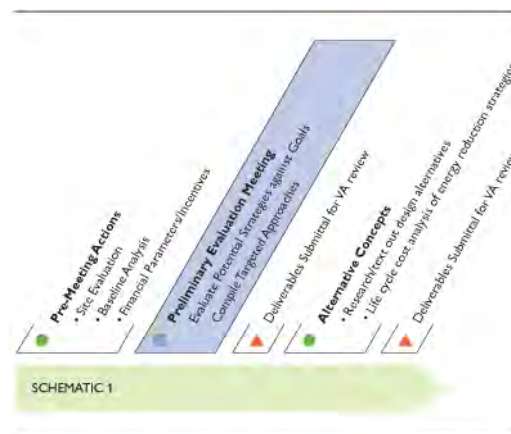 Pre-Meeting Actions
• Site Evaluation
• Baseline Analysis
• Financial Parameters/Incentives
Preliminary Evaluation Meeting
Evaluate Potential Strategies against Goals
Compile Targeted Approaches
Deliverables Submittal for VA review
Alternative Concepts
• Research/text out design alternatives
• Life cycle cost analysis of energy reduction strategies
Deliverables Submittal for VA review
SCHEMATIC 1